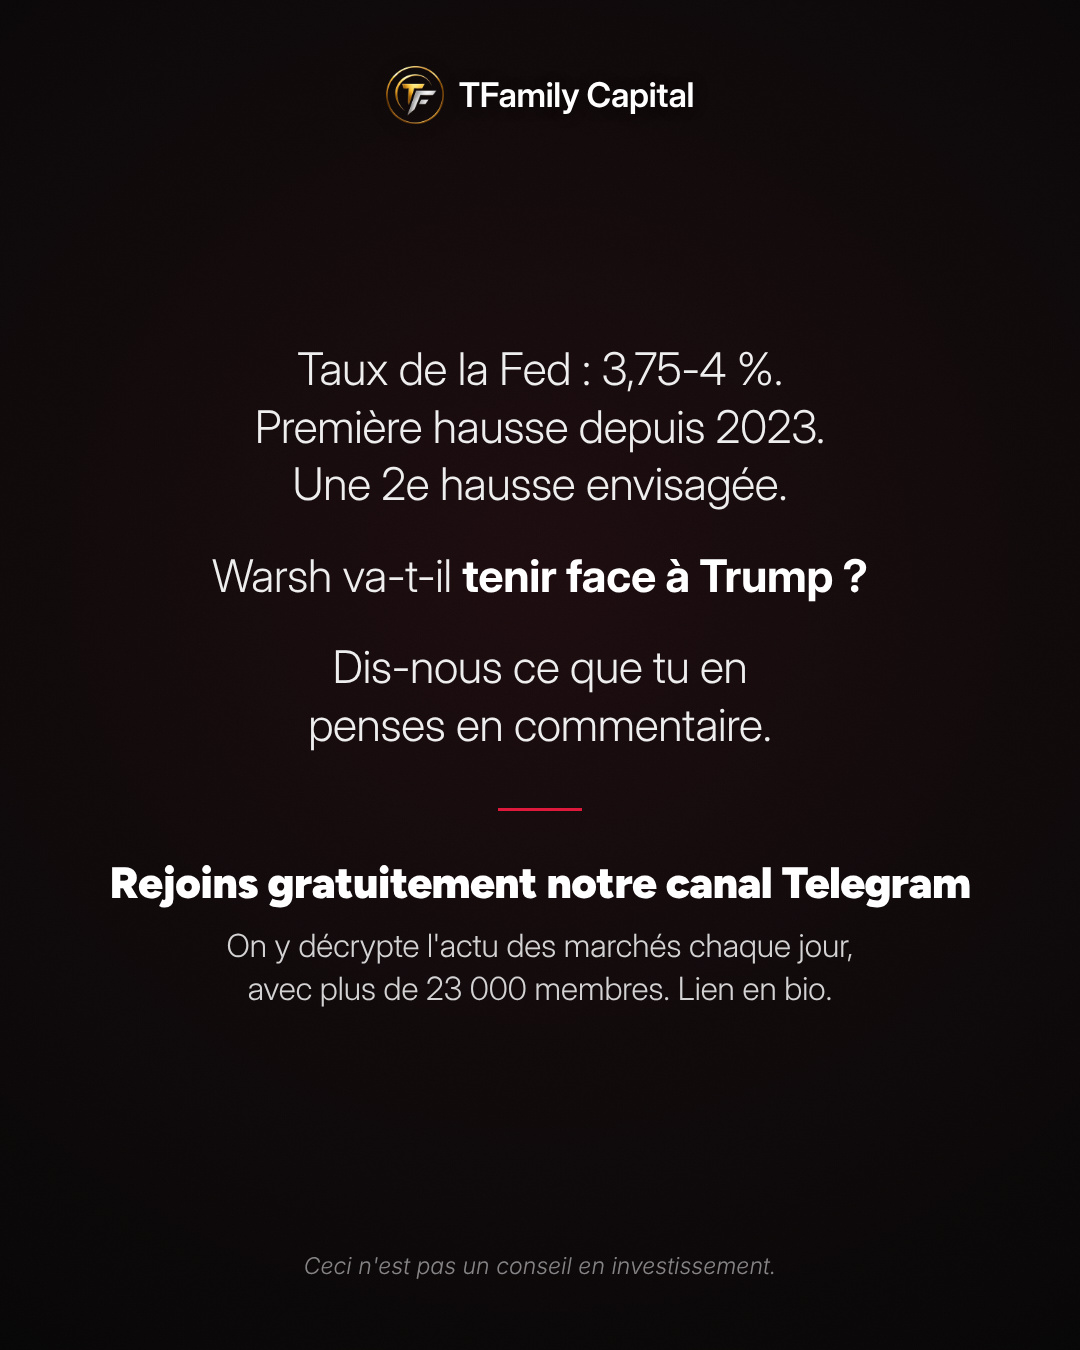 TF TFamily Capital
Taux de la Fed : 3,75-4 %.
Première hausse depuis 2023.
Une 2e hausse envisagée.
Warsh va-t-il tenir face à Trump ?
Dis-nous ce que tu en
penses en commentaire.
Rejoins gratuitement notre canal Telegram
On y décrypte l'actu des marchés chaque jour,
avec plus de 23 000 membres. Lien en bio.
Ceci n'est pas un conseil en investissement.